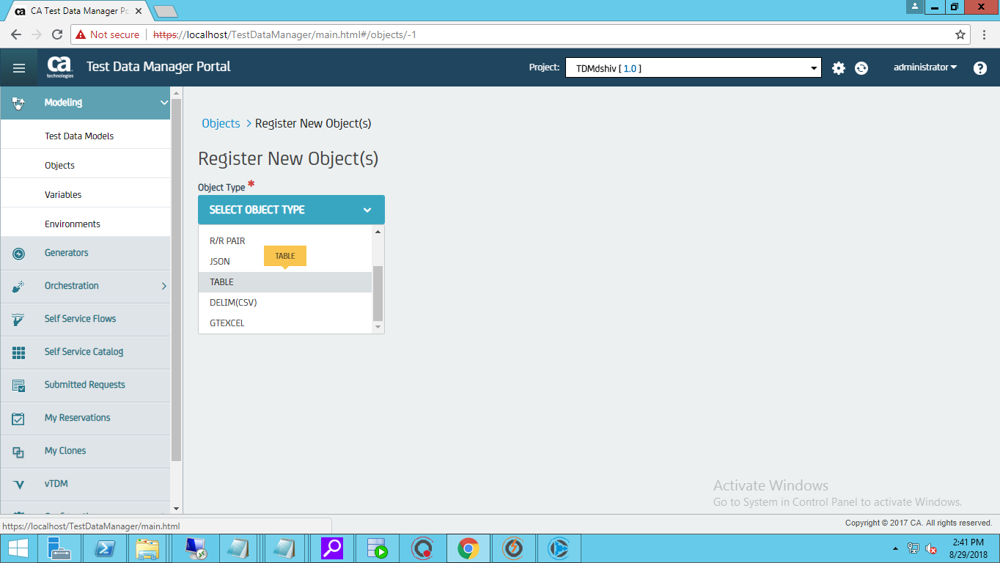 CA Test Data Manager Po
Not secure
https://localhost/TestDataManager/main.html#/objects/-1
ca
technologies
Test Data Manager Portal
Project:
TDMdshiv [ 1.0 ]
administrator
?
Modeling
Test Data Models
Objects
Variables
Environments
Generators
Orchestration
Self Service Flows
Self Service Catalog
Submitted Requests
My Reservations
My Clones
vTDM
Objects > Register New Object(s)
Register New Object(s)
Object Type *
SELECT OBJECT TYPE
R/R PAIR
JSON
TABLE
TABLE
DELIM(CSV)
GTEXCEL
Activate Windows
Go to System in Control Panel to activate Windows.
https://localhost/TestDataManager/main.html
Copyright © 2017 CA. All rights reserved.
2:41 PM
8/29/2018